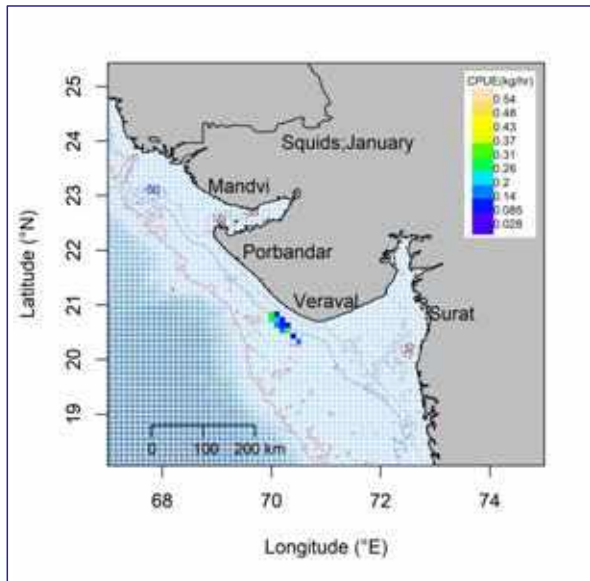 CPUE(kg/hr)
0.54
0.48
0.43
0.37
0.31
0.26
0.2
0.14
0.085
0.028
Squids;January
Mandvi
Porbandar
Veraval
Surat
0 100 200 km
25
24
23
22
21
20
19
Latitude (°N)
68 70 72 74
Longitude (°E)